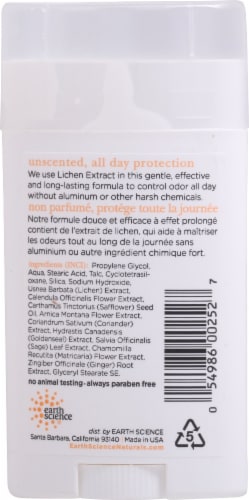 unscented, all day protection
We use Lichen Extract in this gentle, effective
and long-lasting formula to control odor all day
without aluminum or other harsh chemicals.
non parfumé, protège toute la journée
Notre formule douce et efficace à effet prolongé
contient de l'extrait de lichen, qui aide à maîtriser
les odeurs tout au long de la journée sans
aluminium ou autre ingrédient chimique fort.
ingredients (INCI): Propylene Glycol,
Aqua, Stearic Acid, Talc, Cyclotetrasil-
oxane, Silica, Sodium Hydroxide,
Usnea Barbata (Lichen) Extract,
Calendula Officinalis Flower Extract,
Carthamus Tinctorius (Safflower) Seed
Oil, Arnica Montana Flower Extract,
Coriandrum Sativum (Coriander)
Extract, Hydrastis Canadensis
(Goldenseal) Extract, Salvia Officinalis
(Sage) Leaf Extract, Chamomilla
Recutita (Matricaria) Flower Extract,
Zingiber Officinale (Ginger) Root
Extract, Glyceryl Stearate SE.
no animal testing-always paraben free
0 54986 00252 7
earth
science
5
dist. by EARTH SCIENCE
Santa Barbara, California 93140 Made in USA
EarthScienceNaturals.com